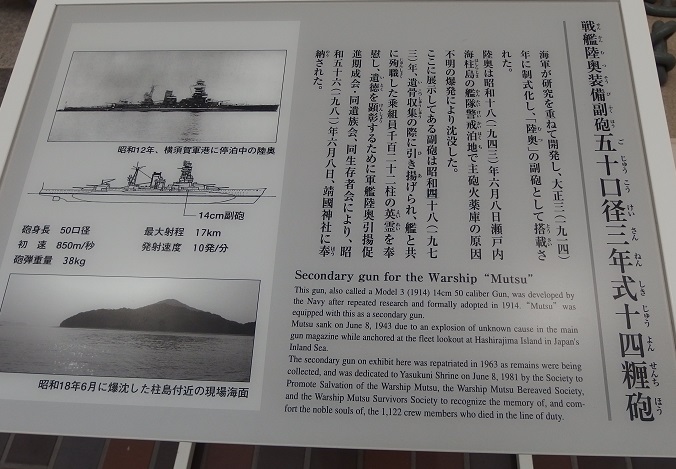 戦艦陸奥装備副砲五十口径三年式十四糎砲
海軍が研究を重ねて開発し、大正三(一九一四)
年に制式化し、「陸奥」の副砲として搭載さ
れた。
陸奥は昭和十八(一九四三)年六月八日瀬戸内
海柱島の艦隊警戒泊地で主砲火薬庫の原因
不明の爆発により沈没した。
ここに展示してある副砲は昭和四十八(一九七
三)年、遺骨収集の際に引き揚げられ、艦と共
に殉職した乗組員千百二十二柱の英霊を奉
慰し、遺徳を顕彰するために軍艦陸奥引揚促
進期成会・同遺族会・同生存者会により、昭
和五十六(一九八一)年六月八日、靖國神社に奉
納された。
昭和12年、横須賀軍港に停泊中の陸奥
14cm副砲
砲身長 50口径 最大射程 17km
初速 850m/秒 発射速度 10発/分
砲弾重量 38kg
昭和18年6月に爆沈した柱島付近の現場海面
Secondary gun for the Warship "Mutsu"
This gun, also called a Model 3 (1914) 14cm 50 caliber Gun, was developed by
the Navy after repeated research and formally adopted in 1914. "Mutsu" was
equipped with this as a secondary gun.
Mutsu sank on June 8, 1943 due to an explosion of unknown cause in the main
gun magazine while anchored at the fleet lookout at Hashirajima Island in Japan's
Inland Sea.
The secondary gun on exhibit here was repatriated in 1963 as remains were being
collected, and was dedicated to Yasukuni Shrine on June 8, 1981 by the Society to
Promote Salvation of the Warship Mutsu, the Warship Mutsu Bereaved Society,
and the Warship Mutsu Survivors Society to recognize the memory of, and com-
fort the noble souls of, the 1,122 crew members who died in the line of duty.